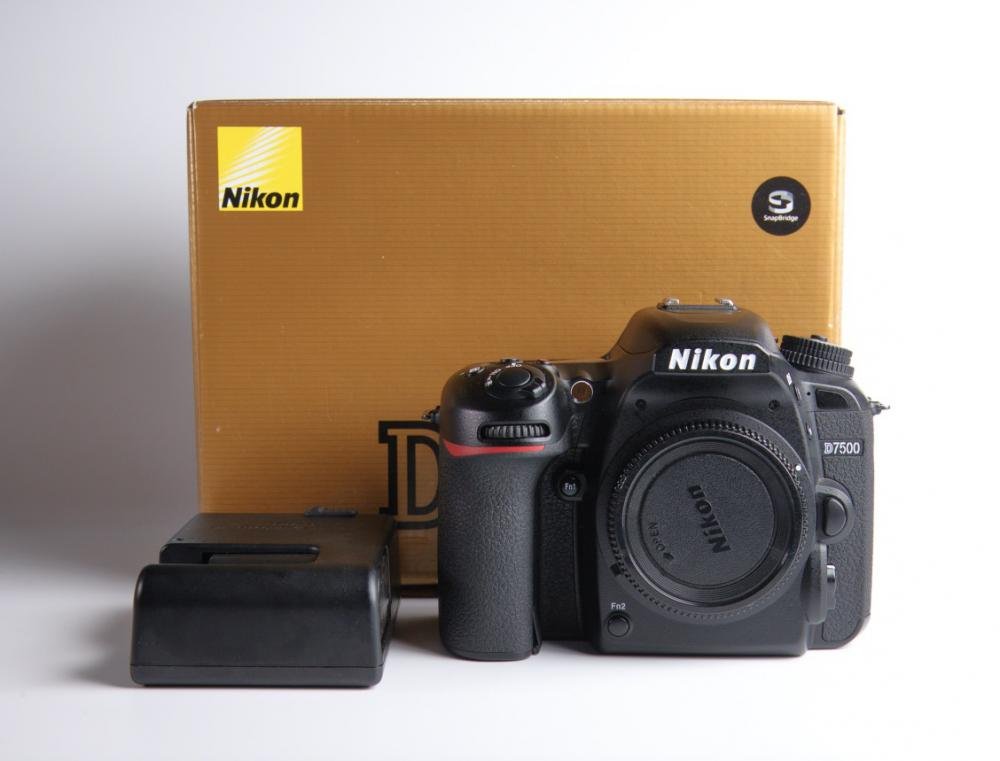 Nikon
SnapBridge
Nikon
D7500
Fn1
Nikon
OPEN
Fn2
D